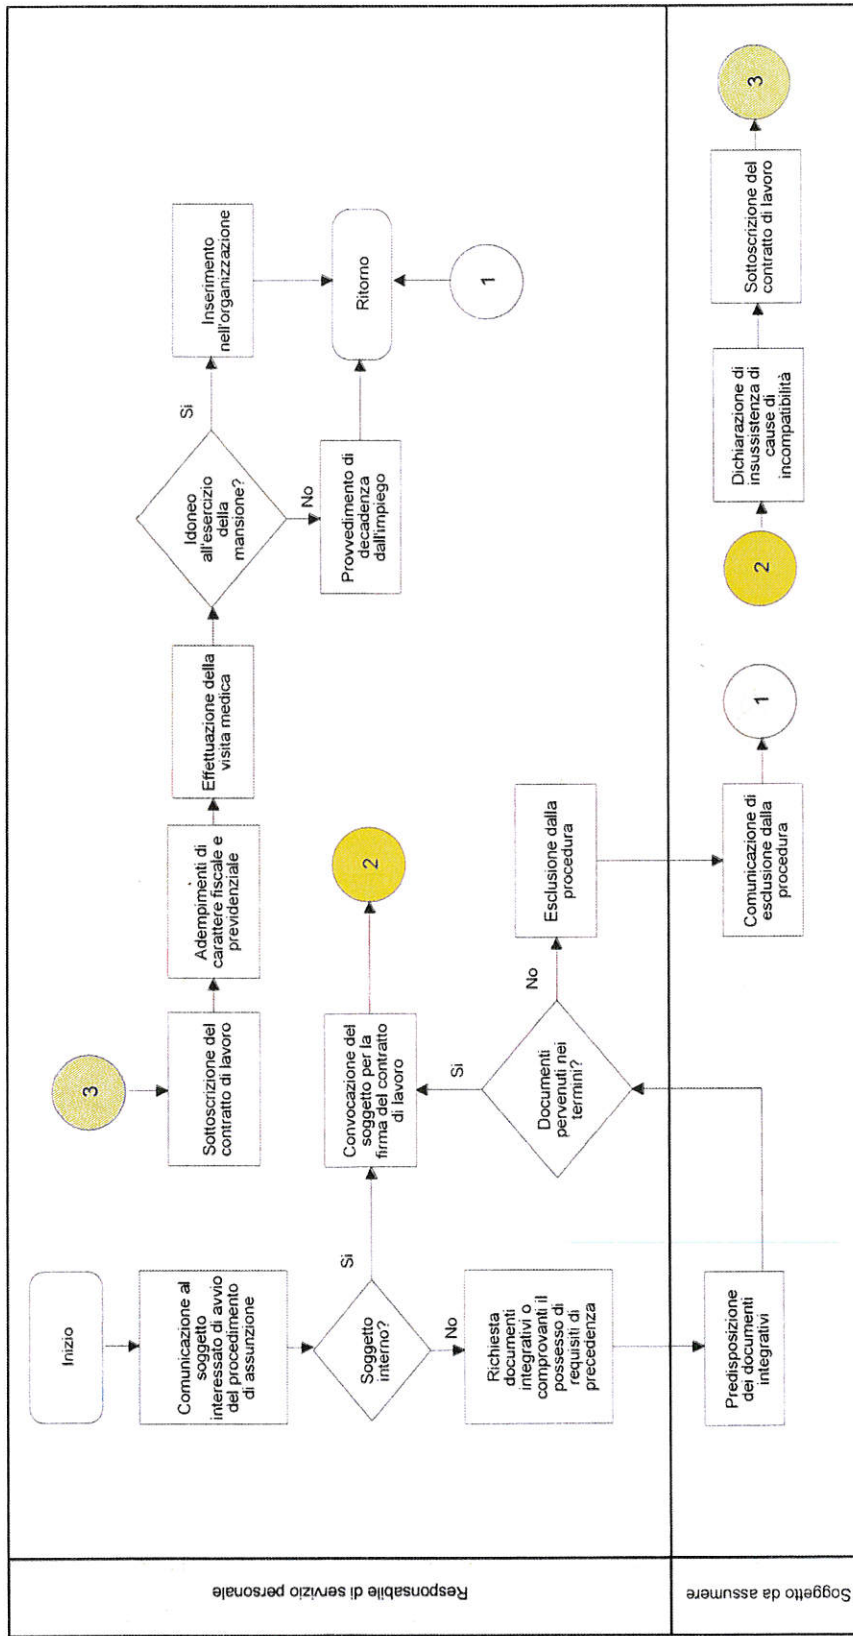 Responsabile di servizio personale
Inizio
Comunicazione al
soggetto
interessato di avvio
del procedimento
di assunzione
Soggetto
interno?
Si
No
Richiesta
documenti
integrativi o
comprovanti il
possesso di
requisiti di
precedenza
Convocazione del
soggetto per la
firma del contratto
di lavoro
2
Documenti
pervenuti nei
termini?
Si
No
Esclusione dalla
procedura
3
Sottoscrizione del
contratto di lavoro
Adempimenti di
carattere fiscale e
previdenziale
Effettuazione della
visita medica
Idoneo
all'esercizio
della
mansione?
Si
No
Inserimento
nell'organizzazione
Provvedimento di
decadenza
dall'impiego
Ritorno
1
Soggetto da assumere
Predisposizione
dei documenti
integrativi
Comunicazione di
esclusione dalla
procedura
1
2
Dichiarazione di
insussistenza di
cause di
incompatibilità
Sottoscrizione del
contratto di lavoro
3